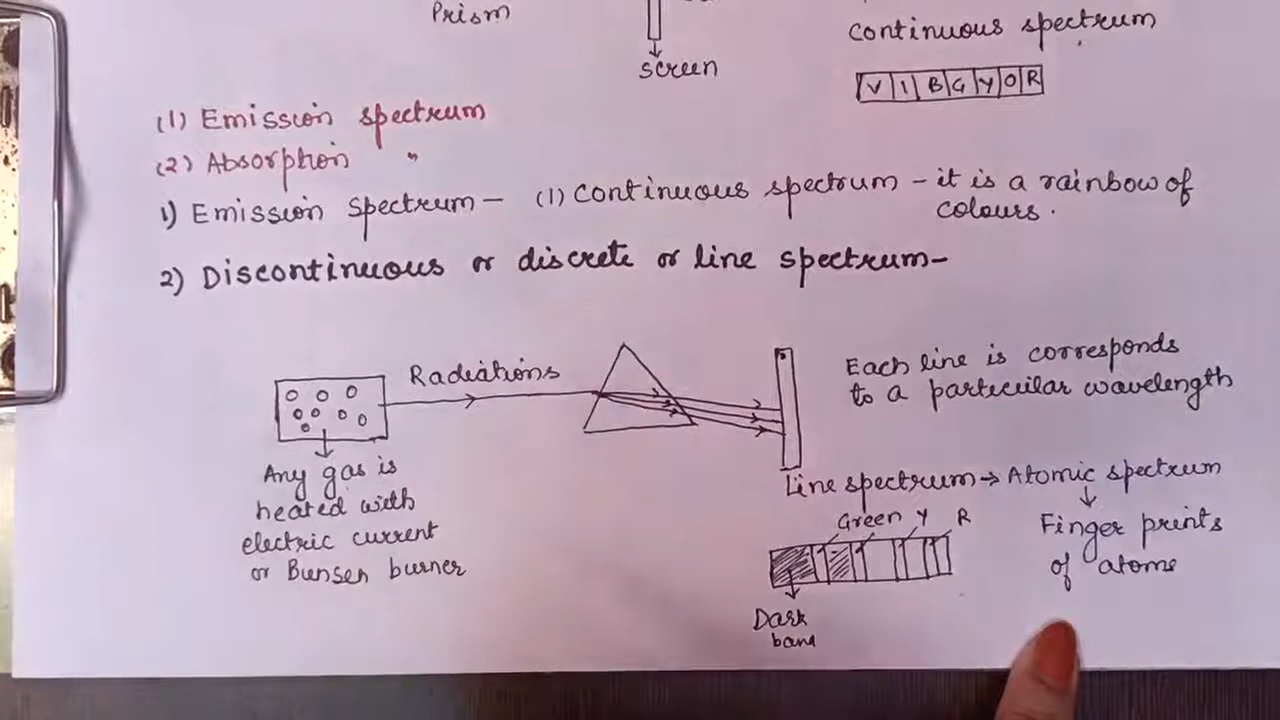 Prism
screen
continuous spectrum
V I B G Y O R
(1) Emission spectrum
(2) Absorption "
1) Emission spectrum – (1) continuous spectrum – it is a rainbow of
colours.
2) Discontinuous or discrete or line spectrum –
Radiations
Each line is corresponds
to a particular wavelength
Any gas is
heated with
electric current
or Bunsen burner
Line spectrum → Atomic spectrum
Green Y R
Finger prints
of atoms
Dark
band